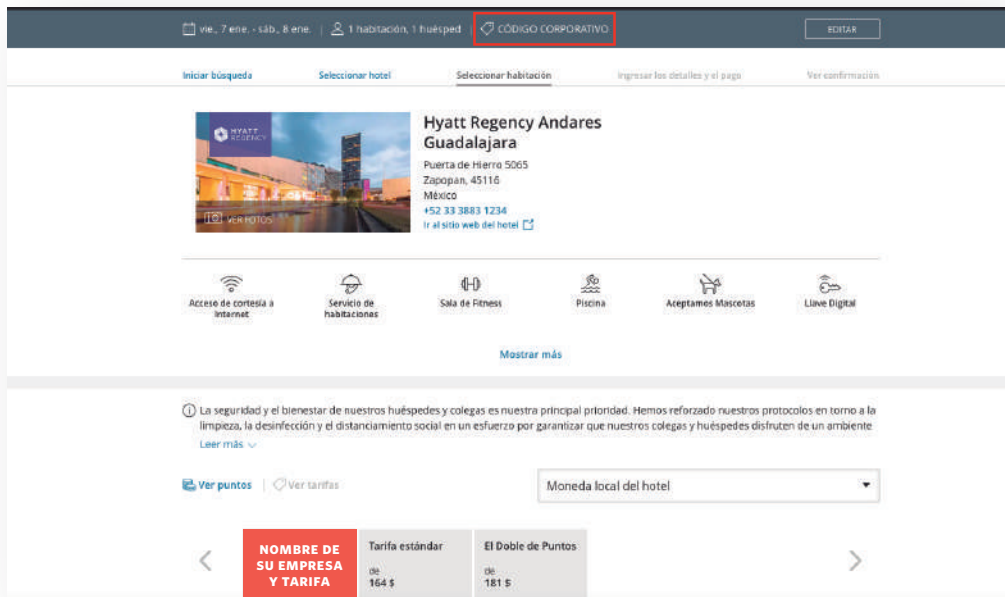 vie., 7 ene. - sáb., 8 ene. | 1 habitación, 1 huésped | CÓDIGO CORPORATIVO EDITAR
Iniciar búsqueda Seleccionar hotel Seleccionar habitación Ingresar los detalles y el pago Ver confirmación
HYATT
REGENCY
VER FOTOS
Hyatt Regency Andares
Guadalajara
Puerta de Hierro 5065
Zapopan, 45116
México
+52 33 3883 1234
Ir al sitio web del hotel
Acceso de cortesía a
Internet
Servicio de
habitaciones
Sala de Fitness
Piscina
Aceptamos Mascotas
Llave Digital
Mostrar más
La seguridad y el bienestar de nuestros huéspedes y colegas es nuestra principal prioridad. Hemos reforzado nuestros protocolos en torno a la
limpieza, la desinfección y el distanciamiento social en un esfuerzo por garantizar que nuestros colegas y huéspedes disfruten de un ambiente
Leer más
Ver puntos | Ver tarifas
Moneda local del hotel
NOMBRE DE
SU EMPRESA
Y TARIFA
Tarifa estándar
de
164 $
El Doble de Puntos
de
181 $